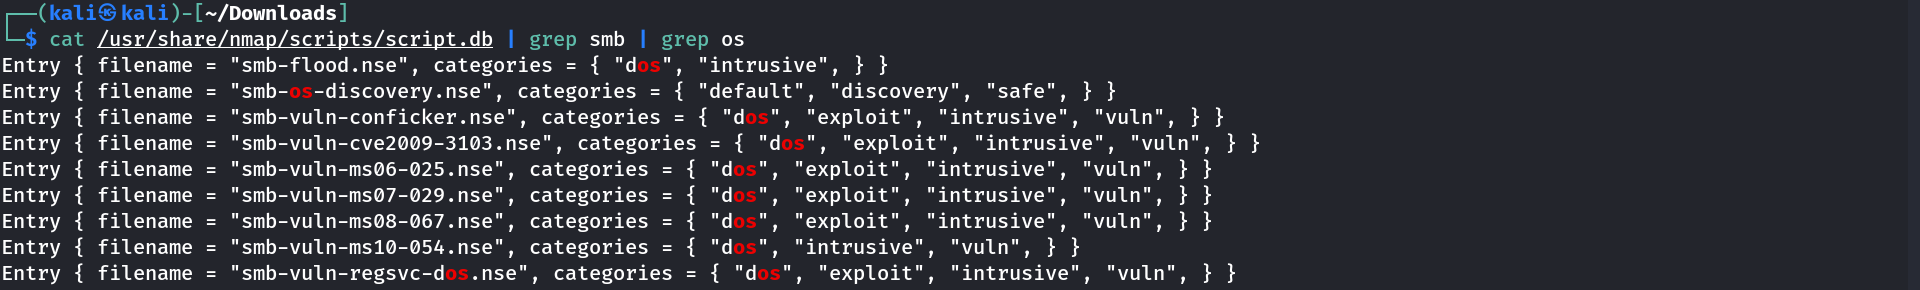 ┌──(kali㉿kali)-[~/Downloads]
└─$ cat /usr/share/nmap/scripts/script.db | grep smb | grep os
Entry { filename = "smb-flood.nse", categories = { "dos", "intrusive", } }
Entry { filename = "smb-os-discovery.nse", categories = { "default", "discovery", "safe", } }
Entry { filename = "smb-vuln-conficker.nse", categories = { "dos", "exploit", "intrusive", "vuln", } }
Entry { filename = "smb-vuln-cve2009-3103.nse", categories = { "dos", "exploit", "intrusive", "vuln", } }
Entry { filename = "smb-vuln-ms06-025.nse", categories = { "dos", "exploit", "intrusive", "vuln", } }
Entry { filename = "smb-vuln-ms07-029.nse", categories = { "dos", "exploit", "intrusive", "vuln", } }
Entry { filename = "smb-vuln-ms08-067.nse", categories = { "dos", "exploit", "intrusive", "vuln", } }
Entry { filename = "smb-vuln-ms10-054.nse", categories = { "dos", "intrusive", "vuln", } }
Entry { filename = "smb-vuln-regsvc-dos.nse", categories = { "dos", "exploit", "intrusive", "vuln", } }